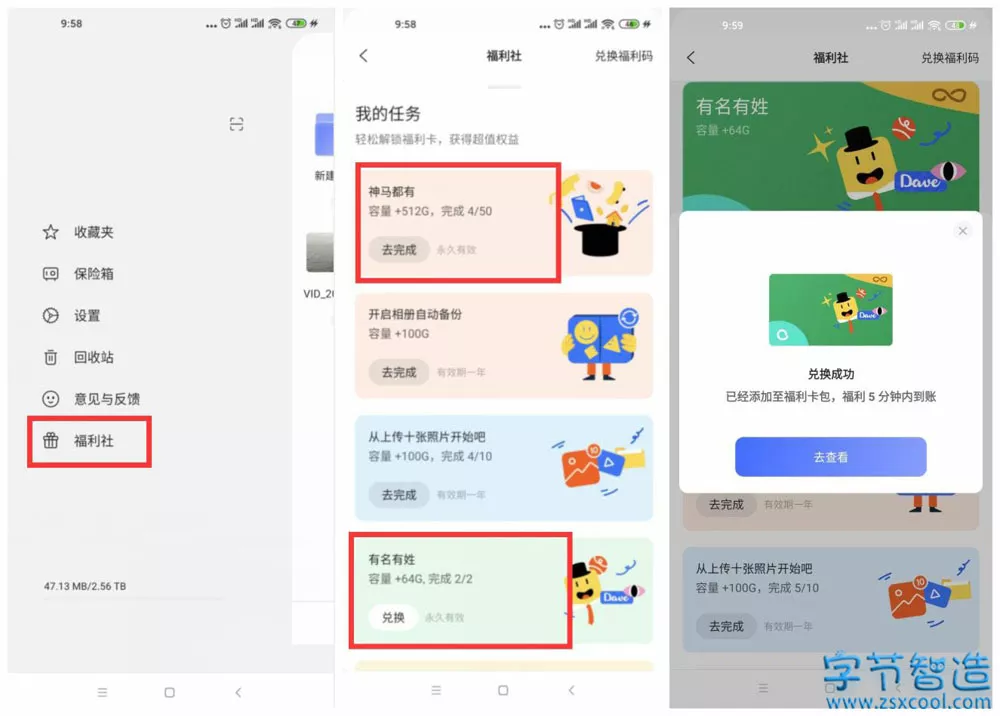 9:58
47
新建
收藏夹
保险箱
设置
回收站
意见与反馈
福利社
VID_20
47.13 MB/2.56 TB
9:58
48
福利社
兑换福利码
我的任务
轻松解锁福利卡，获得超值权益
神马都有
容量 +512G，完成 4/50
去完成
永久有效
开启相册自动备份
容量 +100G
去完成
有效期一年
从上传十张照片开始吧
容量 +100G，完成 4/10
10
去完成
有效期一年
有名有姓
容量 +64G, 完成 2/2
Dave
兑换
永久有效
9:59
福利社
兑换福利码
有名有姓
容量 +64G
Dave
Dave
兑换成功
已经添加至福利卡包，福利 5 分钟内到账
去查看
去完成
有效期一年
从上传十张照片开始吧
容量 +100G，完成 5/10
10
去完成
有效期一年
字节智造
www.zsxcool.com